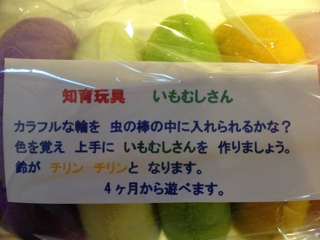 知育玩具　いもむしさん
カラフルな輪を　虫の棒の中に入れられるかな？
色を覚え　上手に　いもむしさんを　作りましょう。
鈴が　チリン　チリンと　なります。
４ヶ月から遊べます。